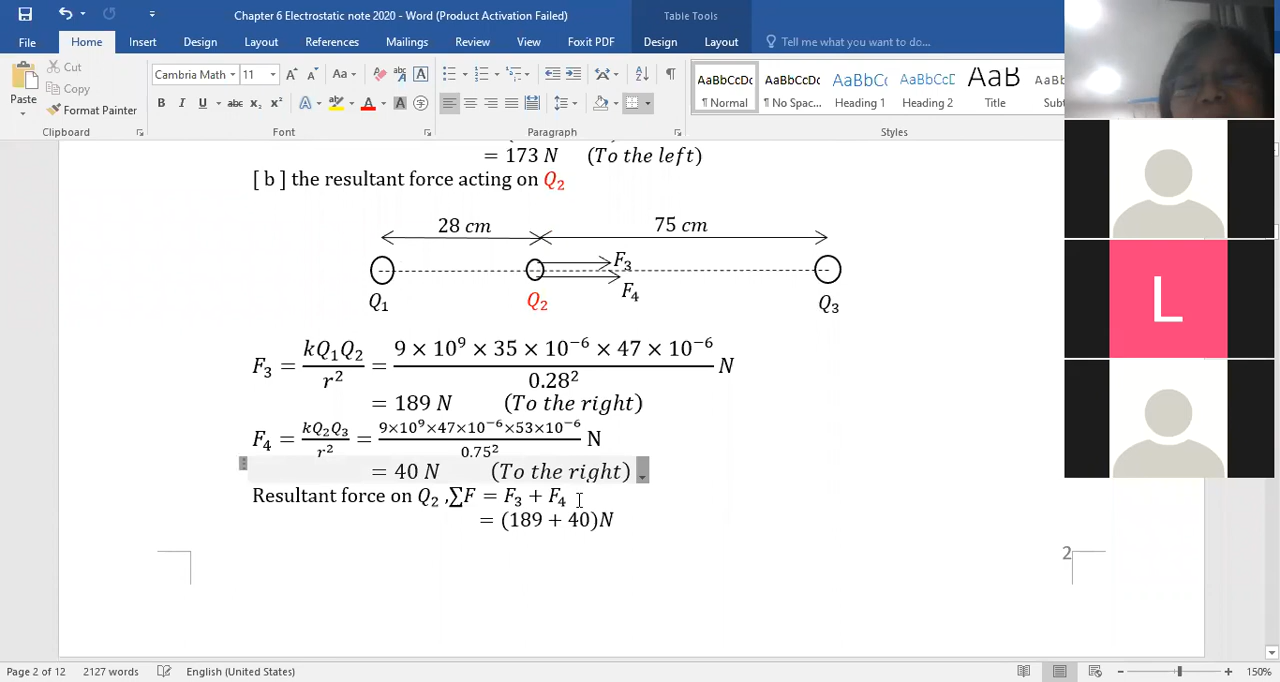 Chapter 6 Electrostatic note 2020 - Word (Product Activation Failed)
Table Tools
File Home Insert Design Layout References Mailings Review View Foxit PDF Design Layout Tell me what you want to do...
Cut
Copy
Format Painter
Paste
Cambria Math 11
Aa
AaBbCcDc AaBbCcDc AaBbCc AaBbCcD AaB AaBbCc
¶ Normal ¶ No Spac... Heading 1 Heading 2 Title Subt
Clipboard Font Paragraph Styles
= 173 N (To the left)
[ b ] the resultant force acting on Q₂
28 cm 75 cm
F₃
F₄
Q₁ Q₂ Q₃
F₃ = kQ₁Q₂/r² = 9 × 10⁹ × 35 × 10⁻⁶ × 47 × 10⁻⁶/0.28² N
= 189 N (To the right)
F₄ = kQ₂Q₃/r² = 9×10⁹×47×10⁻⁶×53×10⁻⁶/0.75² N
= 40 N (To the right)
Resultant force on Q₂ ,∑F = F₃ + F₄
= (189 + 40)N
2
L
Page 2 of 12 2127 words English (United States) 150%